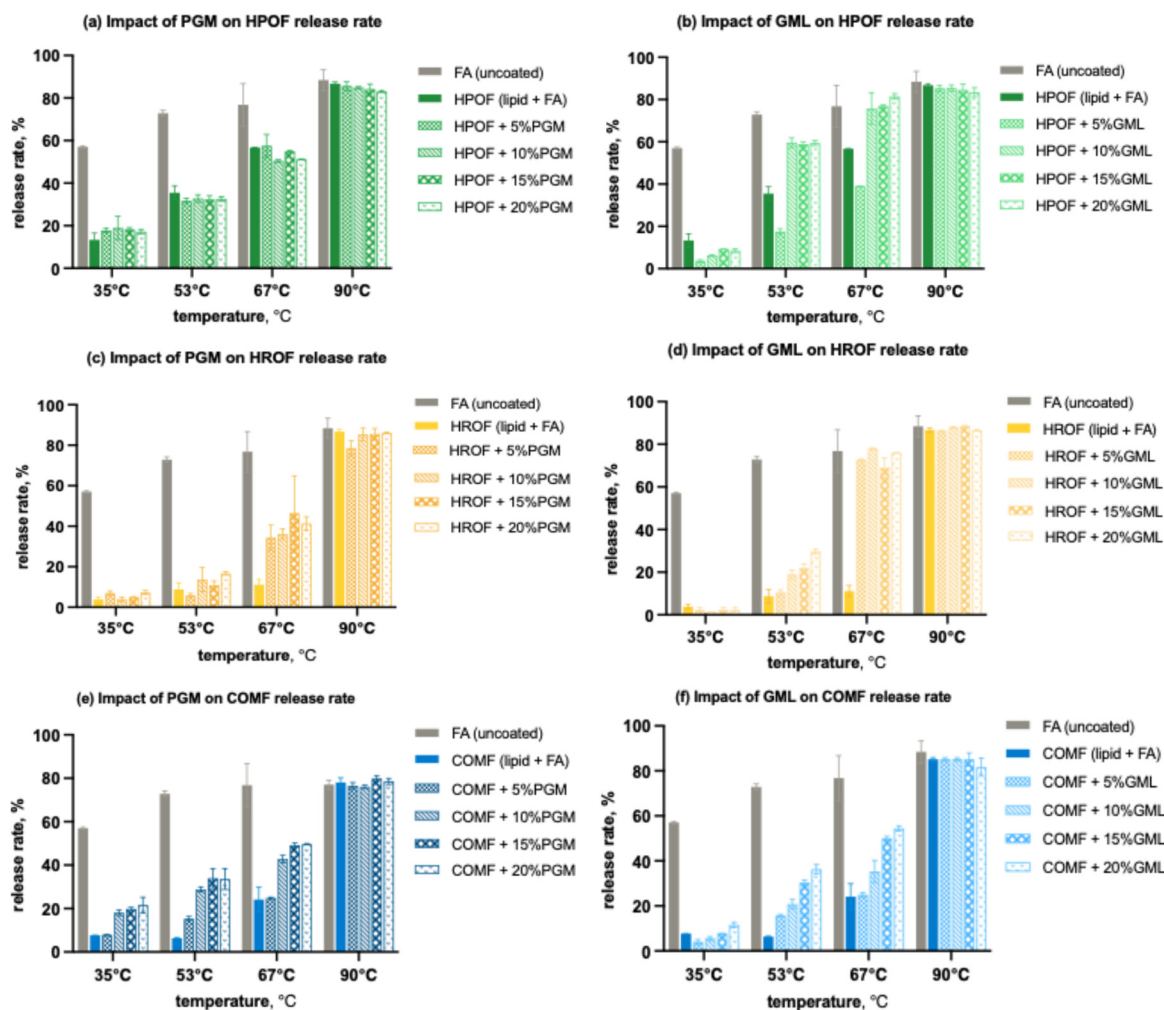 (a) Impact of PGM on HPOF release rate
release rate, %
100
80
60
40
20
0
35°C 53°C 67°C 90°C
temperature, °C
FA (uncoated)
HPOF (lipid + FA)
HPOF + 5%PGM
HPOF + 10%PGM
HPOF + 15%PGM
HPOF + 20%PGM
(b) Impact of GML on HPOF release rate
release rate, %
100
80
60
40
20
0
35°C 53°C 67°C 90°C
temperature, °C
FA (uncoated)
HPOF (lipid + FA)
HPOF + 5%GML
HPOF + 10%GML
HPOF + 15%GML
HPOF + 20%GML
(c) Impact of PGM on HROF release rate
release rate, %
100
80
60
40
20
0
35°C 53°C 67°C 90°C
temperature, °C
FA (uncoated)
HROF (lipid + FA)
HROF + 5%PGM
HROF + 10%PGM
HROF + 15%PGM
HROF + 20%PGM
(d) Impact of GML on HROF release rate
release rate, %
100
80
60
40
20
0
35°C 53°C 67°C 90°C
temperature, °C
FA (uncoated)
HROF (lipid + FA)
HROF + 5%GML
HROF + 10%GML
HROF + 15%GML
HROF + 20%GML
(e) Impact of PGM on COMF release rate
release rate, %
100
80
60
40
20
0
35°C 53°C 67°C 90°C
temperature, °C
FA (uncoated)
COMF (lipid + FA)
COMF + 5%PGM
COMF + 10%PGM
COMF + 15%PGM
COMF + 20%PGM
(f) Impact of GML on COMF release rate
release rate, %
100
80
60
40
20
0
35°C 53°C 67°C 90°C
temperature, °C
FA (uncoated)
COMF (lipid + FA)
COMF + 5%GML
COMF + 10%GML
COMF + 15%GML
COMF + 20%GML